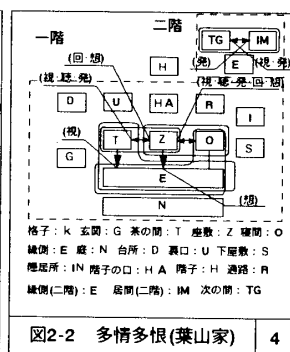 一階
二階
TG
IM
(回・想)
(発)
E
(視・発)
H
(視・聴・発)
(視・聴・発・回・想)
D
U
HA
R
I
(視)
T
Z
O
G
S
E
(想)
N
格子：k 玄関：G 茶の間：T 座敷：Z 寝間：O
縁側：E 庭：N 台所：D 裏口：U 下座敷：S
隠居所：IN 階子の口：HA 階子：H 通路：R
縁側(二階)：E 居間(二階)：IM 次の間：TG
図2-2 多情多恨(葉山家) 4